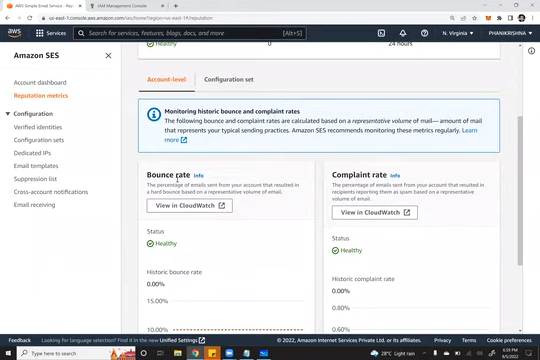 AWS Simple Email Service - Re
IAM Management Console
us-east-1.console.aws.amazon.com/ses/home?region=us-east-1#/reputation
aws
Services
Search for services, features, blogs, docs, and more
[Alt+S]
N. Virginia
PHANIKRISHNA
Amazon SES
Healthy
0
24 hours
Account dashboard
Reputation metrics
Configuration
Verified identities
Configuration sets
Dedicated IPs
Email templates
Suppression list
Cross-account notifications
Email receiving
Account-level
Configuration set
Monitoring historic bounce and complaint rates
The following bounce and complaint rates are calculated based on a representative volume of mail— amount of mail
that represents your typical sending practices. Amazon SES recommends monitoring these metrics regularly. Learn
more
Bounce rate Info
The percentage of emails sent from your account that resulted in
a hard bounce based on a representative volume of email.
View in CloudWatch
Status
Healthy
Historic bounce rate
0.00%
15.00%
10.00%
Complaint rate Info
The percentage of emails sent from your account that resulted in
recipients reporting them as spam based on a representative
volume of email.
View in CloudWatch
Status
Healthy
Historic complaint rate
0.00%
0.80%
0.60%
Feedback
Looking for language selection? Find it in the new Unified Settings
© 2022, Amazon Internet Services Private Ltd. or its affiliates.
Privacy
Terms
Cookie preferences
Type here to search
28°C Light rain
5:59 PM
8/5/2022